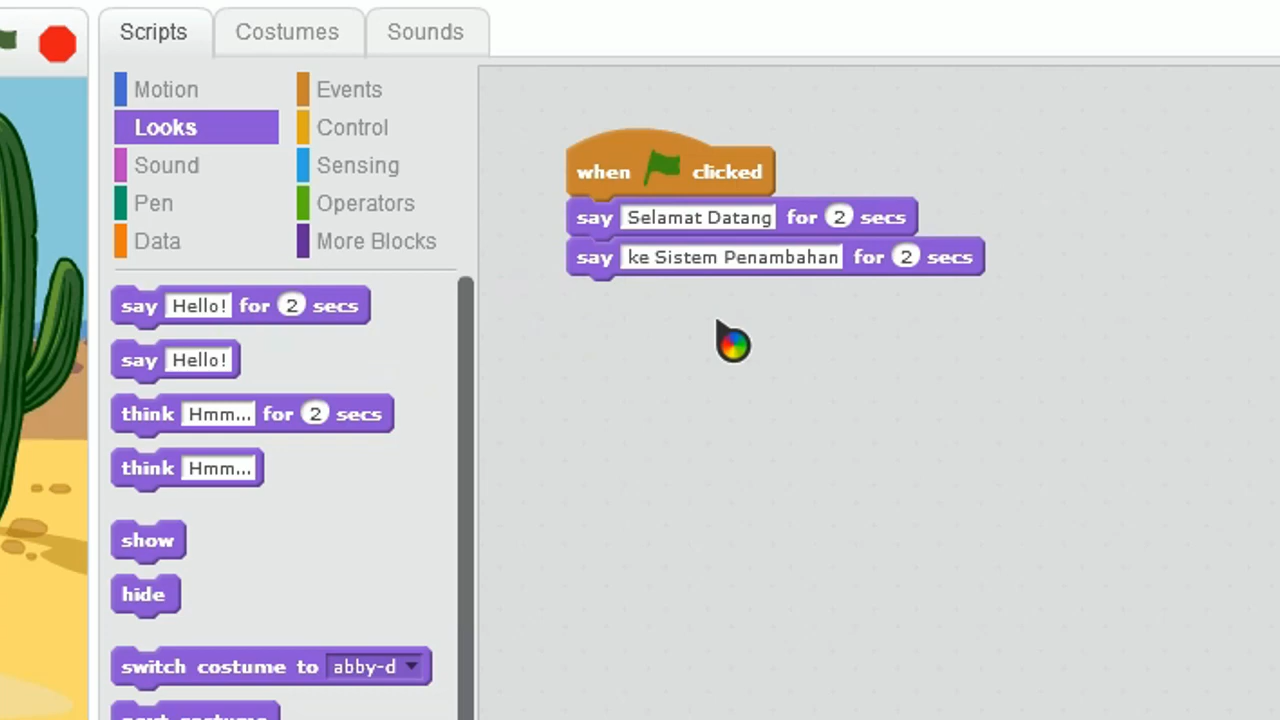 Scripts
Costumes
Sounds
Motion
Events
Looks
Control
Sound
Sensing
Pen
Operators
Data
More Blocks
say Hello! for 2 secs
say Hello!
think Hmm... for 2 secs
think Hmm...
show
hide
switch costume to abby-d
next costume
when clicked
say Selamat Datang for 2 secs
say ke Sistem Penambahan for 2 secs